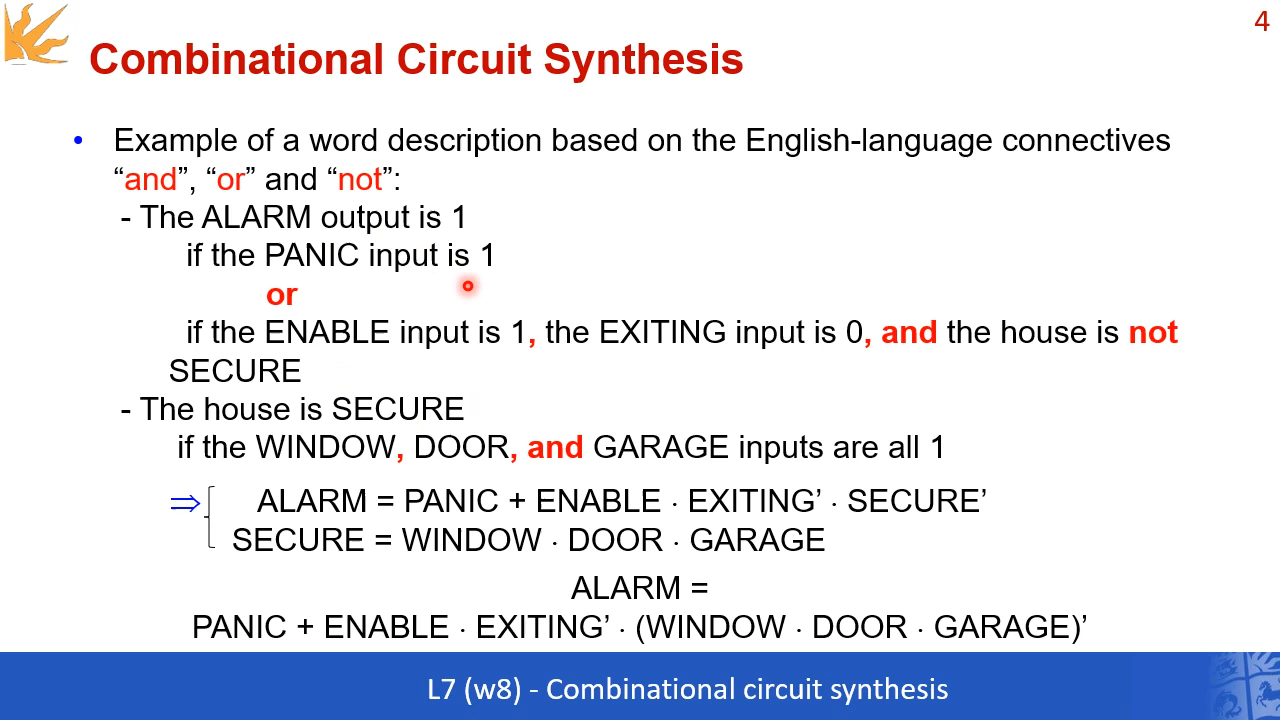 4
Combinational Circuit Synthesis
• Example of a word description based on the English-language connectives
“and”, “or” and “not”:
- The ALARM output is 1
if the PANIC input is 1
or
if the ENABLE input is 1, the EXITING input is 0, and the house is not
SECURE
- The house is SECURE
if the WINDOW, DOOR, and GARAGE inputs are all 1
⇒ ALARM = PANIC + ENABLE · EXITING’ · SECURE’
SECURE = WINDOW · DOOR · GARAGE
ALARM =
PANIC + ENABLE · EXITING’ · (WINDOW · DOOR · GARAGE)’
L7 (w8) - Combinational circuit synthesis